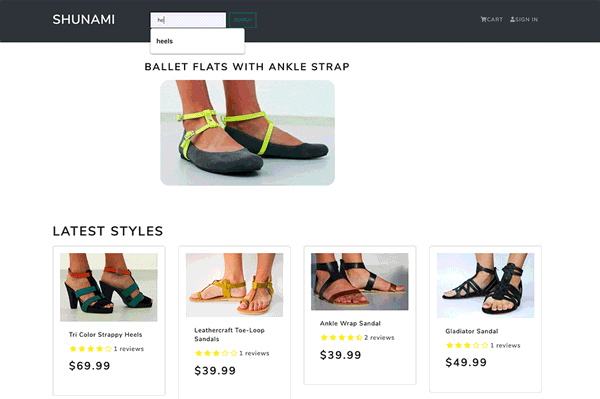 SHUNAMI
he
SEARCH
CART
SIGN IN
heels
BALLET FLATS WITH ANKLE STRAP
LATEST STYLES
Tri Color Strappy Heels
1 reviews
$69.99
Leathercraft Toe-Loop
Sandals
1 reviews
$39.99
Ankle Wrap Sandal
2 reviews
$39.99
Gladiator Sandal
1 reviews
$49.99